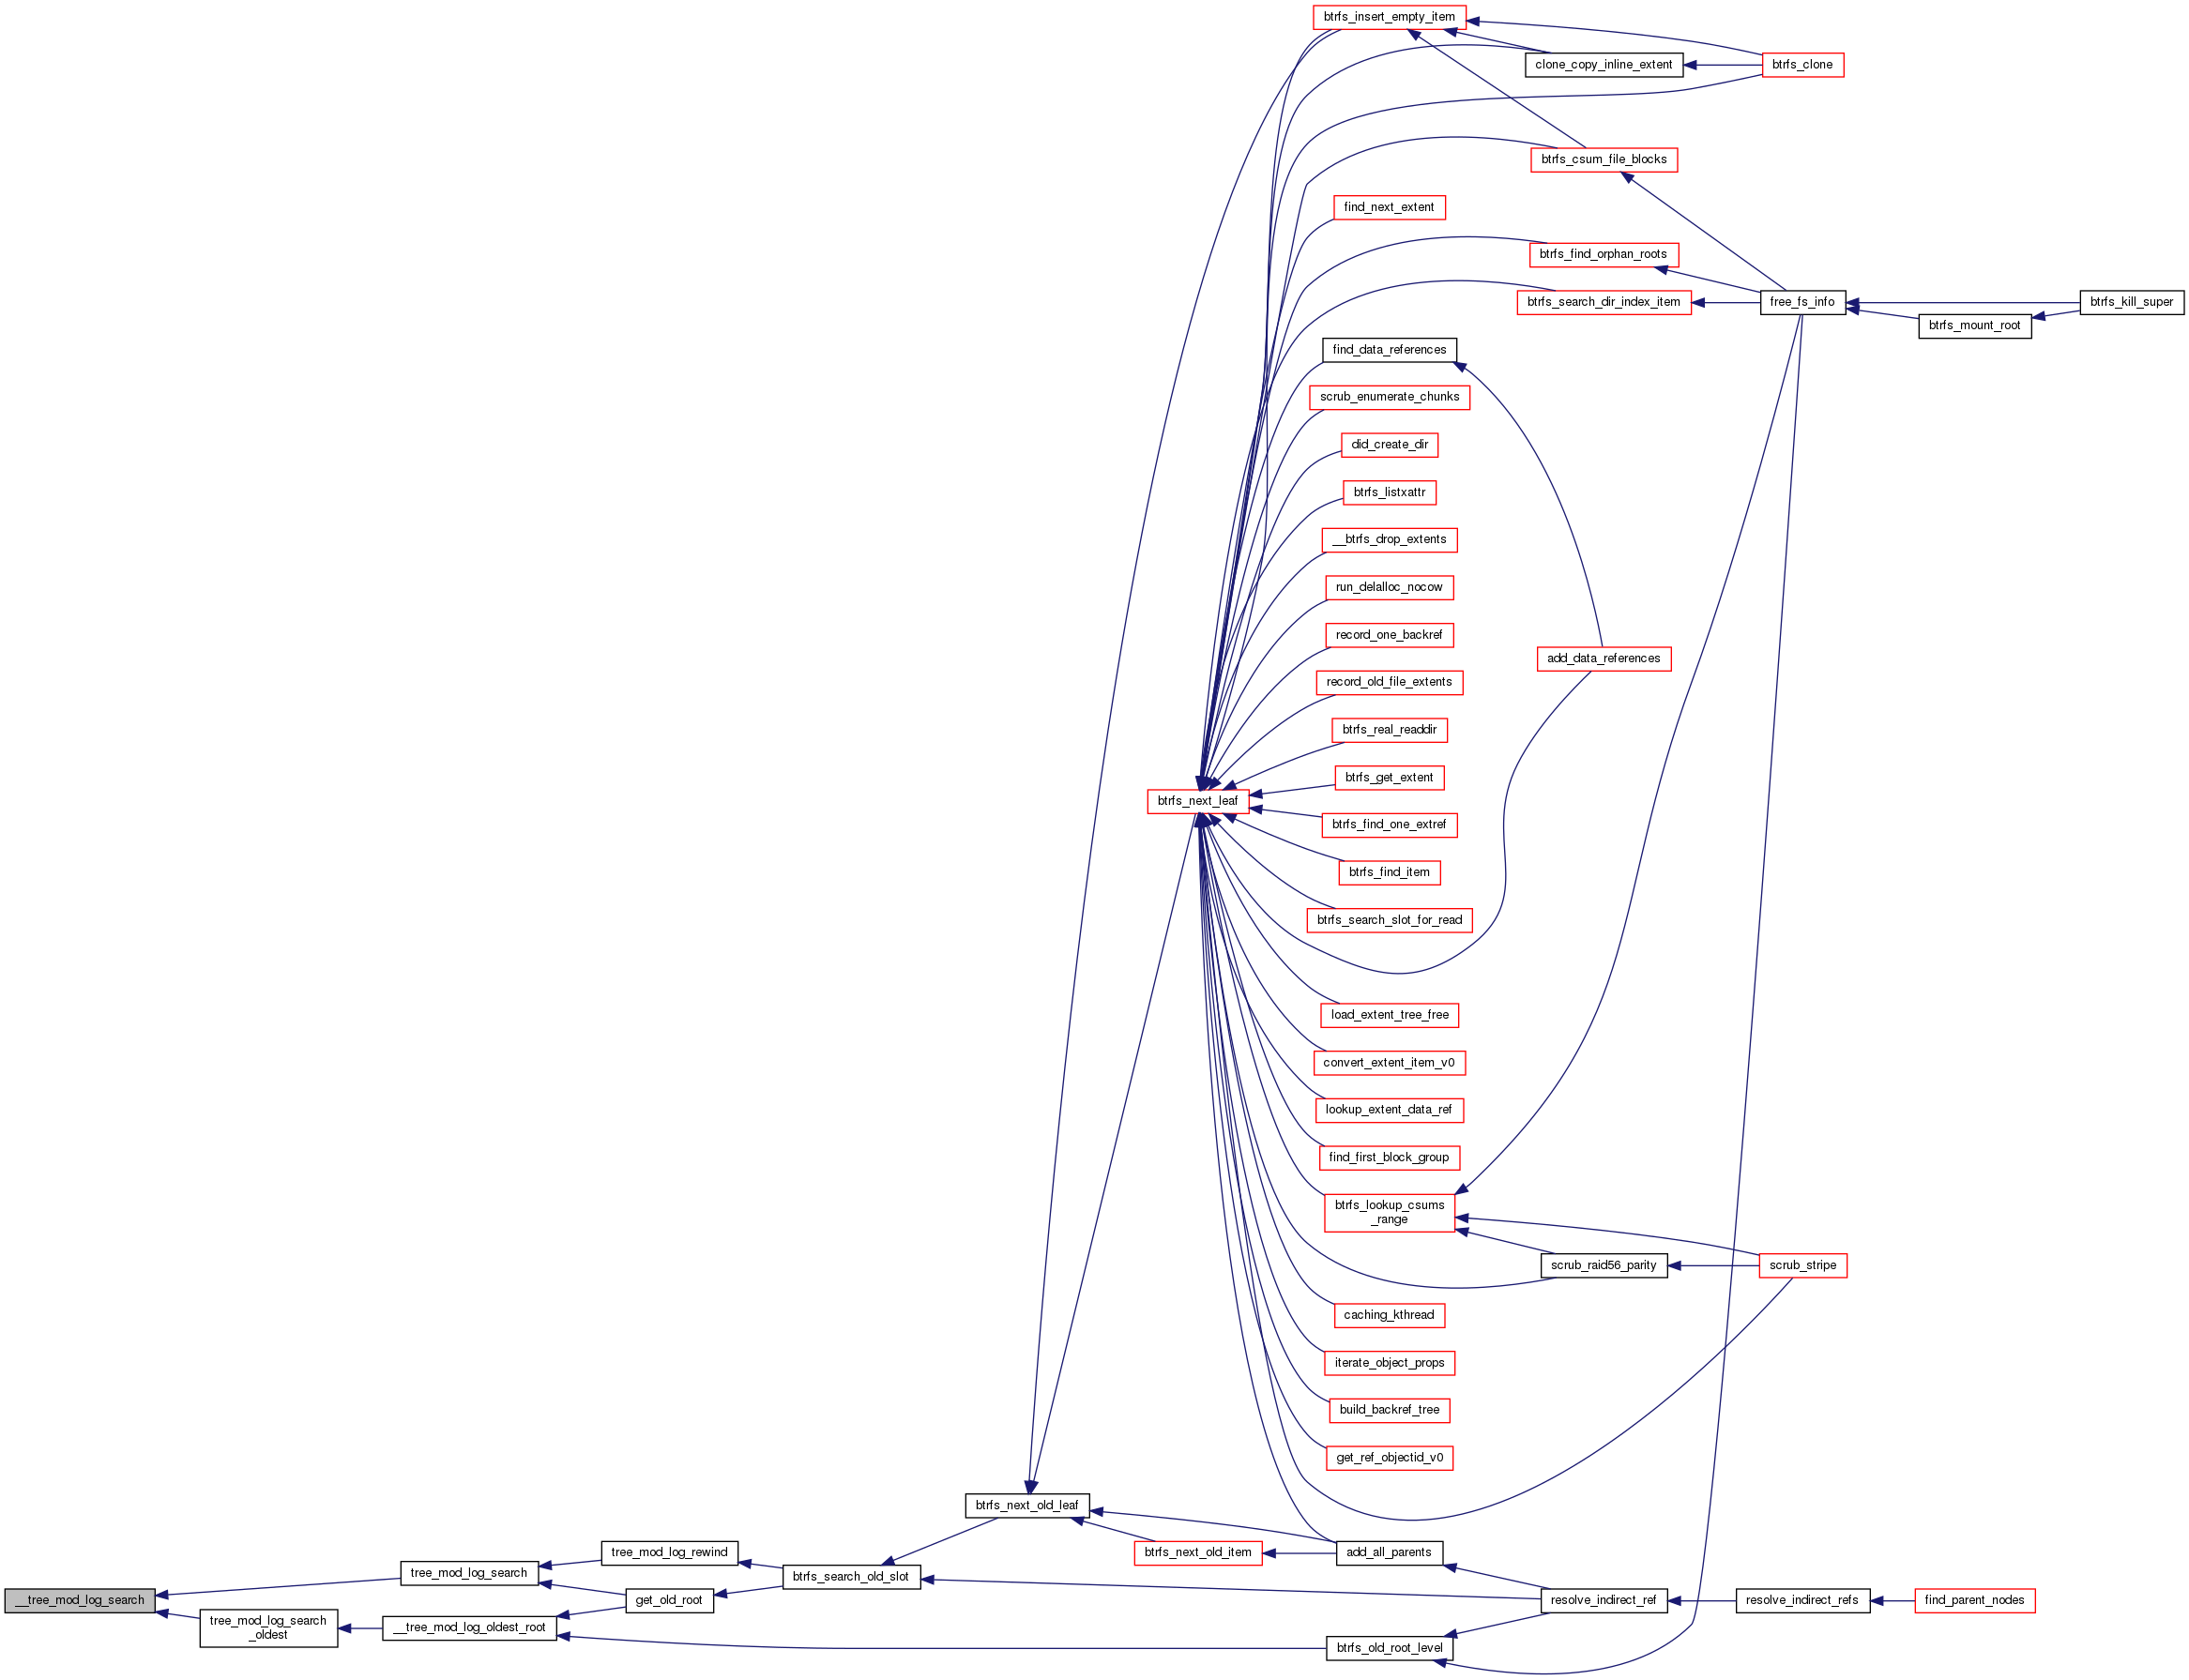 btrfs_insert_empty_item
clone_copy_inline_extent
btrfs_clone
btrfs_csum_file_blocks
find_next_extent
btrfs_find_orphan_roots
btrfs_search_dir_index_item
free_fs_info
btrfs_kill_super
btrfs_mount_root
find_data_references
scrub_enumerate_chunks
did_create_dir
btrfs_listxattr
__btrfs_drop_extents
run_delalloc_nocow
record_one_backref
add_data_references
record_old_file_extents
btrfs_real_readdir
btrfs_get_extent
btrfs_next_leaf
btrfs_find_one_extref
btrfs_find_item
btrfs_search_slot_for_read
load_extent_tree_free
convert_extent_item_v0
lookup_extent_data_ref
find_first_block_group
btrfs_lookup_csums
_range
scrub_raid56_parity
scrub_stripe
caching_kthread
iterate_object_props
build_backref_tree
get_ref_objectid_v0
btrfs_next_old_leaf
tree_mod_log_rewind
btrfs_next_old_item
add_all_parents
tree_mod_log_search
btrfs_search_old_slot
__tree_mod_log_search
get_old_root
resolve_indirect_ref
resolve_indirect_refs
find_parent_nodes
tree_mod_log_search
_oldest
__tree_mod_log_oldest_root
btrfs_old_root_level